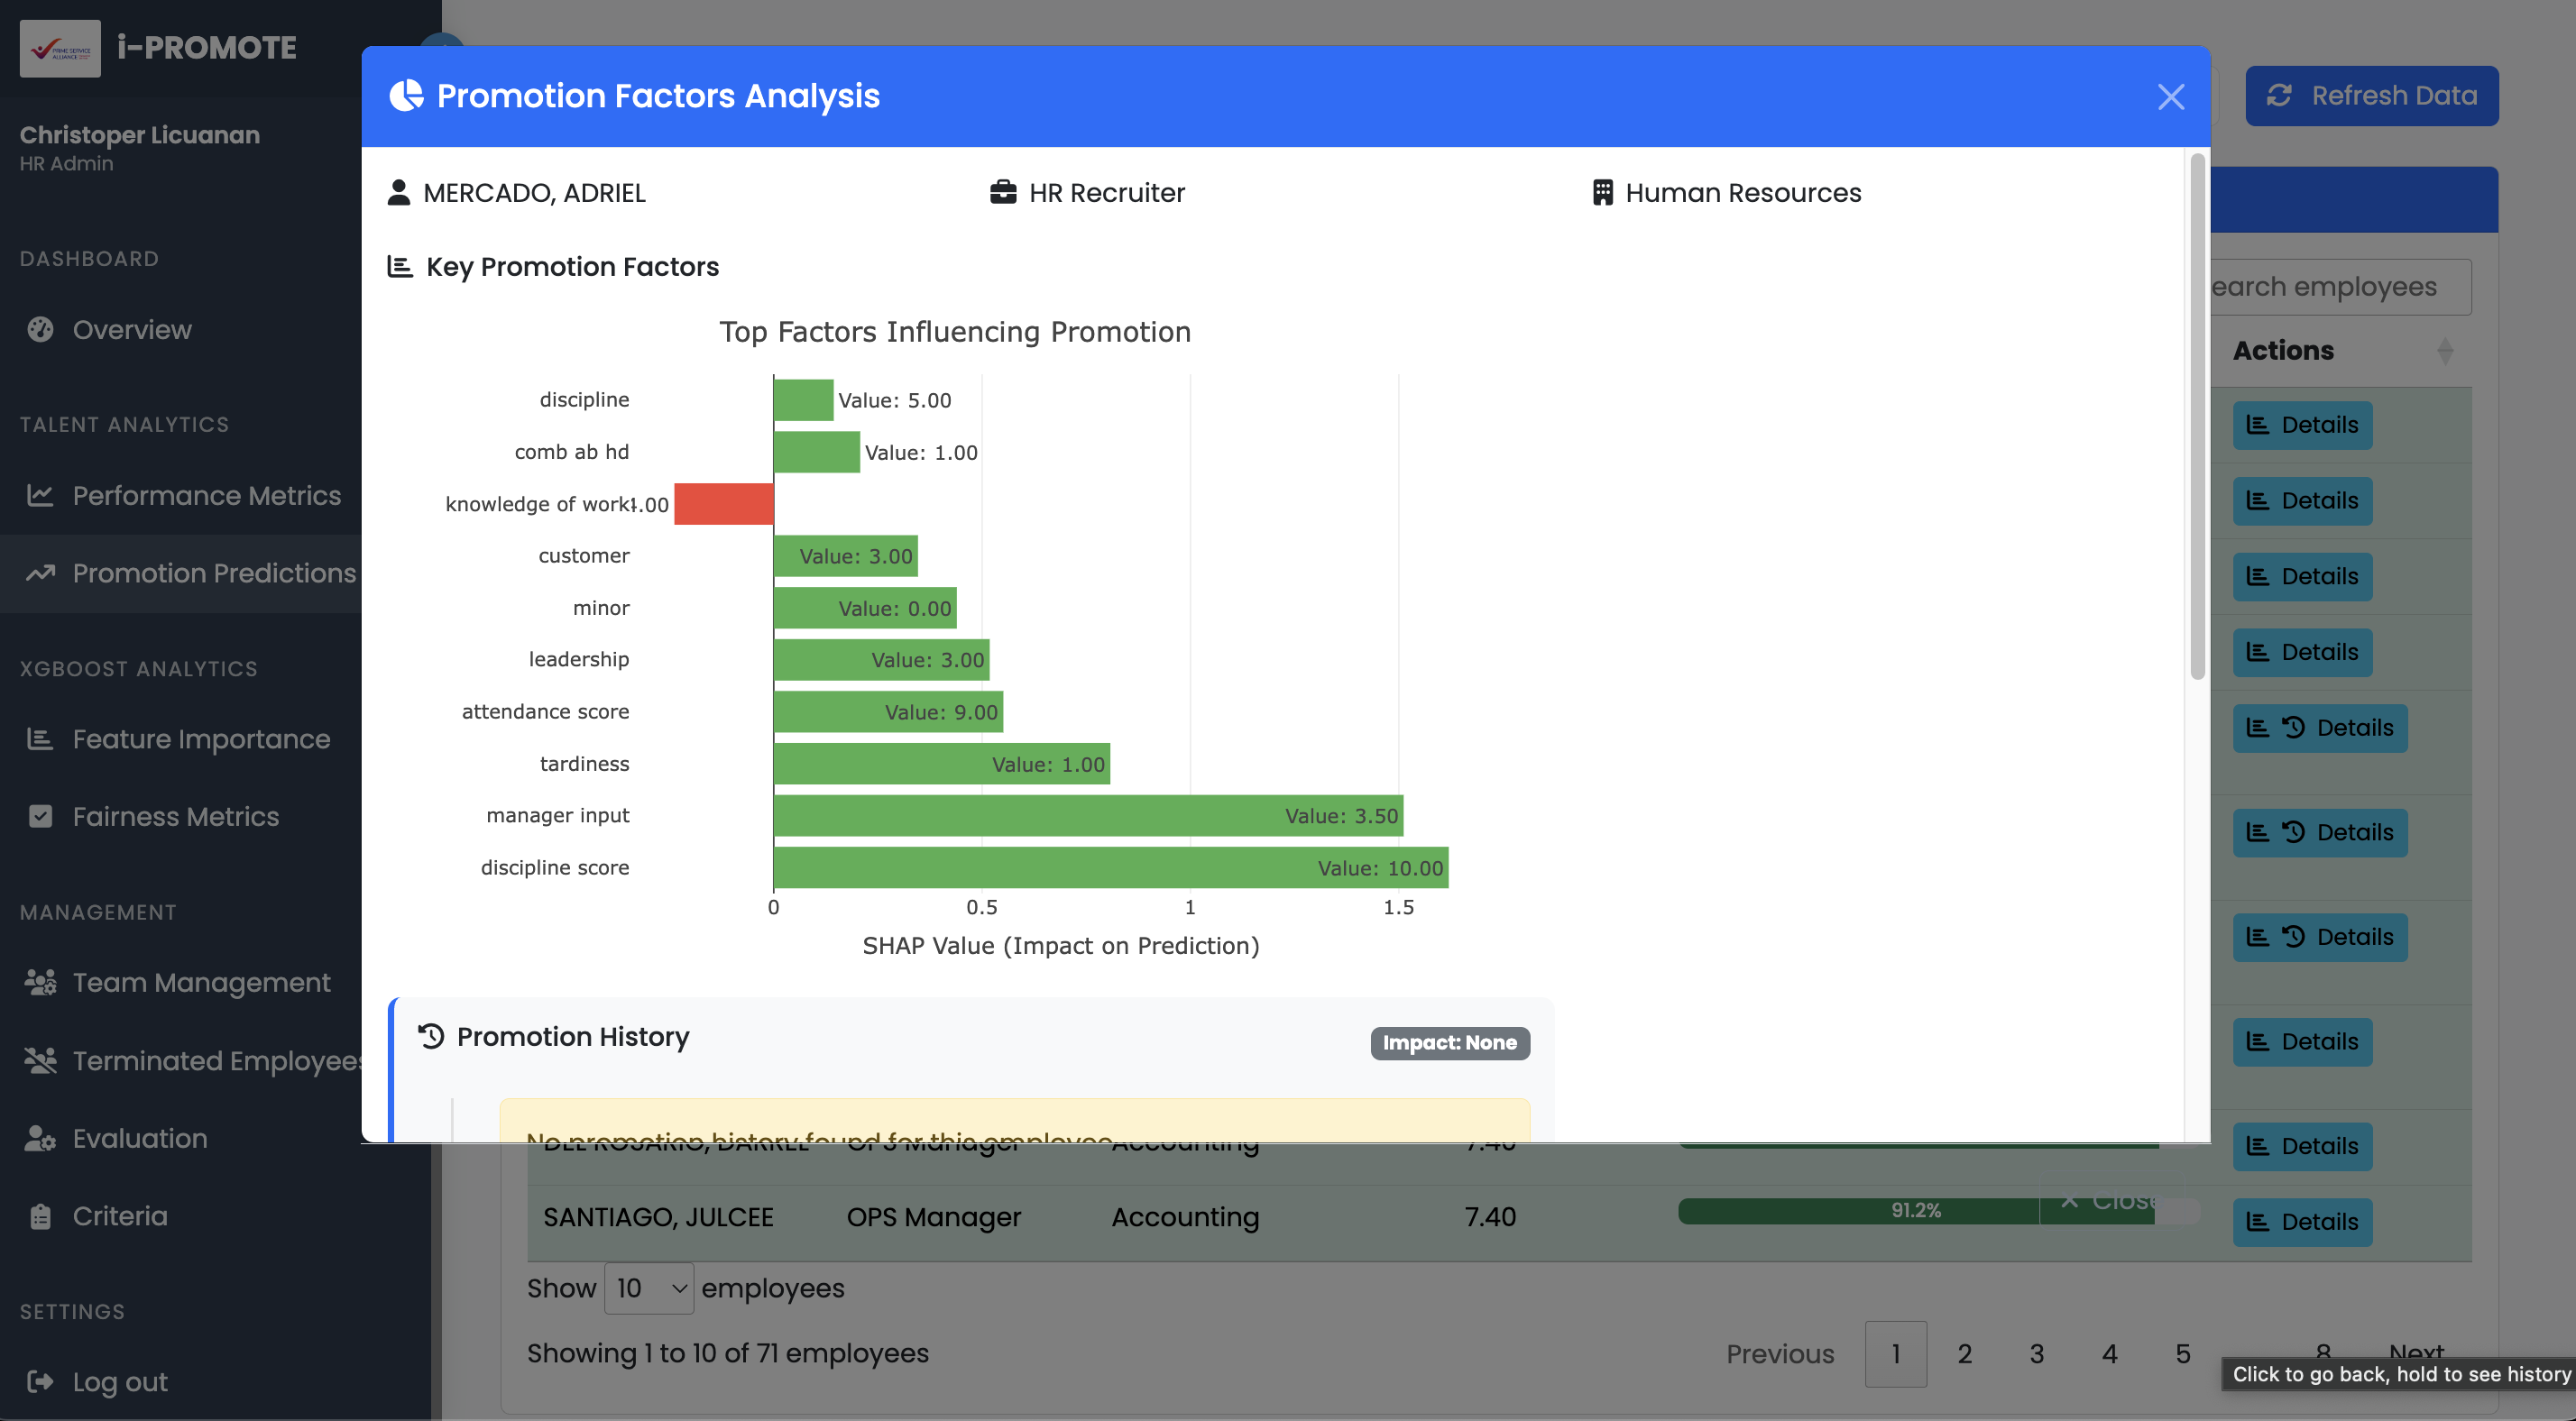 i-PROMOTE
Christoper Licuanan
HR Admin
DASHBOARD
Overview
TALENT ANALYTICS
Performance Metrics
Promotion Predictions
XGBOOST ANALYTICS
Feature Importance
Fairness Metrics
MANAGEMENT
Team Management
Terminated Employees
Evaluation
Criteria
SETTINGS
Log out
Promotion Factors Analysis
Refresh Data
MERCADO, ADRIEL HR Recruiter Human Resources
Key Promotion Factors
Top Factors Influencing Promotion
discipline Value: 5.00
comb ab hd Value: 1.00
knowledge of work .00
customer Value: 3.00
minor Value: 0.00
leadership Value: 3.00
attendance score Value: 9.00
tardiness Value: 1.00
manager input Value: 3.50
discipline score Value: 10.00
0 0.5 1 1.5
SHAP Value (Impact on Prediction)
Promotion History Impact: None
No promotion history found for this employee
earch employees
Actions
Details
Details
Details
Details
Details
Details
Details
Details
Details
Details
DEL ROSARIO, DARREL OPS Manager Accounting 7.40
SANTIAGO, JULCEE OPS Manager Accounting 7.40 91.2% Close
Show 10 employees
Showing 1 to 10 of 71 employees
Previous 1 2 3 4 5 8 Next
Click to go back, hold to see history